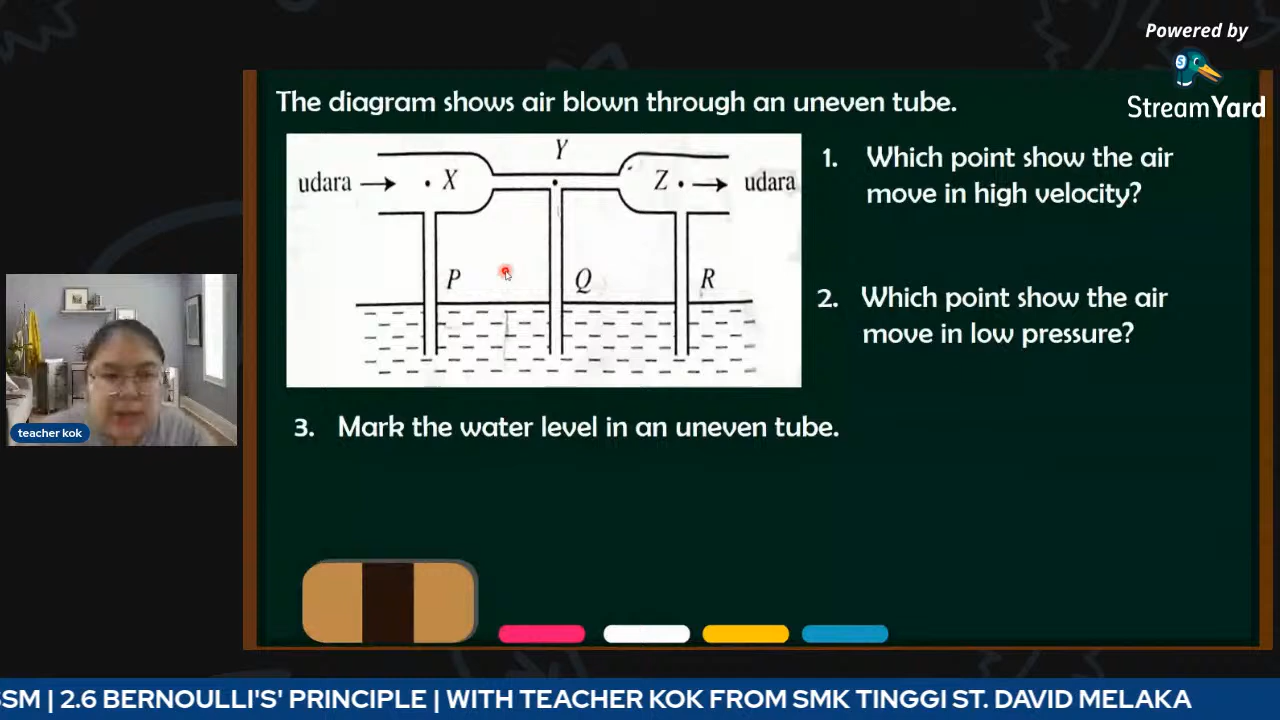 Powered by
StreamYard
The diagram shows air blown through an uneven tube.
Y
udara
X
Z
udara
P
Q
R
1. Which point show the air
move in high velocity?
2. Which point show the air
move in low pressure?
3. Mark the water level in an uneven tube.
teacher kok
SSM | 2.6 BERNOULLI'S' PRINCIPLE | WITH TEACHER KOK FROM SMK TINGGI ST. DAVID MELAKA